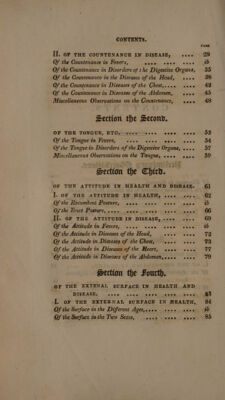 CONTENTS.
PAGE
II. OF THE COUNTENANCE IN DISEASE, .... .... 28
Of the Countenance in Fevers, .... .... .... ib
Of the Countenance in Disorders of the Digestive Organs, 35
Of the Countenance in the Diseases of the Head, .... 38
Of the Countenance in Diseases of the Chest, .... .... 42
Of the Countenance in Diseases of the Abdomen, .... 45
Miscellaneous Observations on the Countenance, .... 48
Section the Second.
OF THE TONGUE, ETC. .... .... .... .... 53
Of the Tongue in Fevers, .... .... .... .... 54
Of the Tongue in Disorders of the Digestive Organs, .... 57
Miscellaneous Observations on the Tongue, .... .... 59
Section the Third.
OF THE ATTITUDE IN HEALTH AND DISEASE. 61
I. OF THE ATTITUDE IN HEALTH, .... .... 62
Of the Recumbent Posture, .... .... .... .... ib
Of the Erect Posture, .... .... .... .... 66
II. OF THE ATTITUDE IN DISEASE, .... .... 69
Of the Attitude in Fevers, .... .... .... .... ib
Of the Attitude in Diseases of the Head, .... .... 72
Of the Attitude in Diseases of the Chest, .... .... 73
Of the Attitude in Diseases of the Heart, .... .... 77
Of the Attitude in Diseases of the Abdomen, .... .... 79
Section the Fourth.
OF THE EXTENAL SURFACE IN HEALTH AND
DISEASE. .... .... .... .... .... 83
I. OF THE EXTERNAL SURFACE IN HEALTH, 84
Of the Surface in the Different Ages, .... .... .... ib
Of the Surface in the Two Sexes, .... .... .... 85